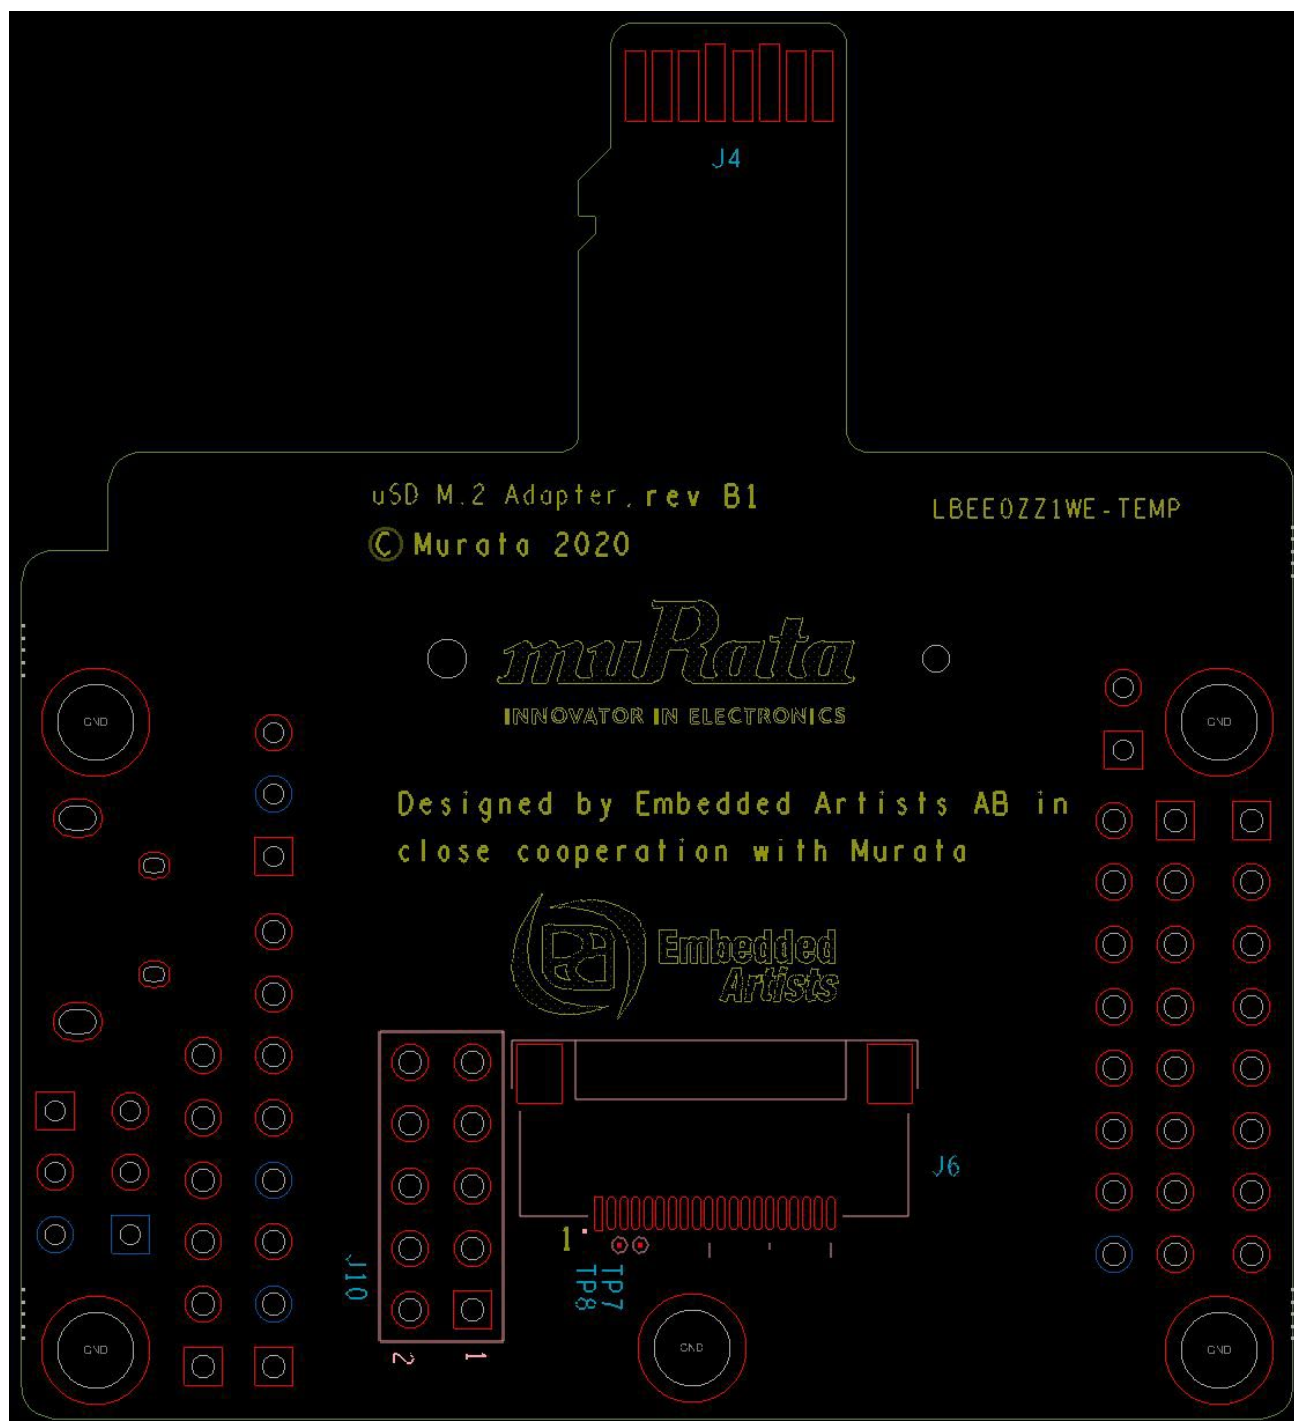 J4
uSD M.2 Adapter, rev B1
LBEE0ZZ1WE-TEMP
© Murata 2020
muRata
INNOVATOR IN ELECTRONICS
GND
GND
Designed by Embedded Artists AB in
close cooperation with Murata
Embedded
Artists
J6
1
J10
TP8
TP7
GND
GND
GND
2
1